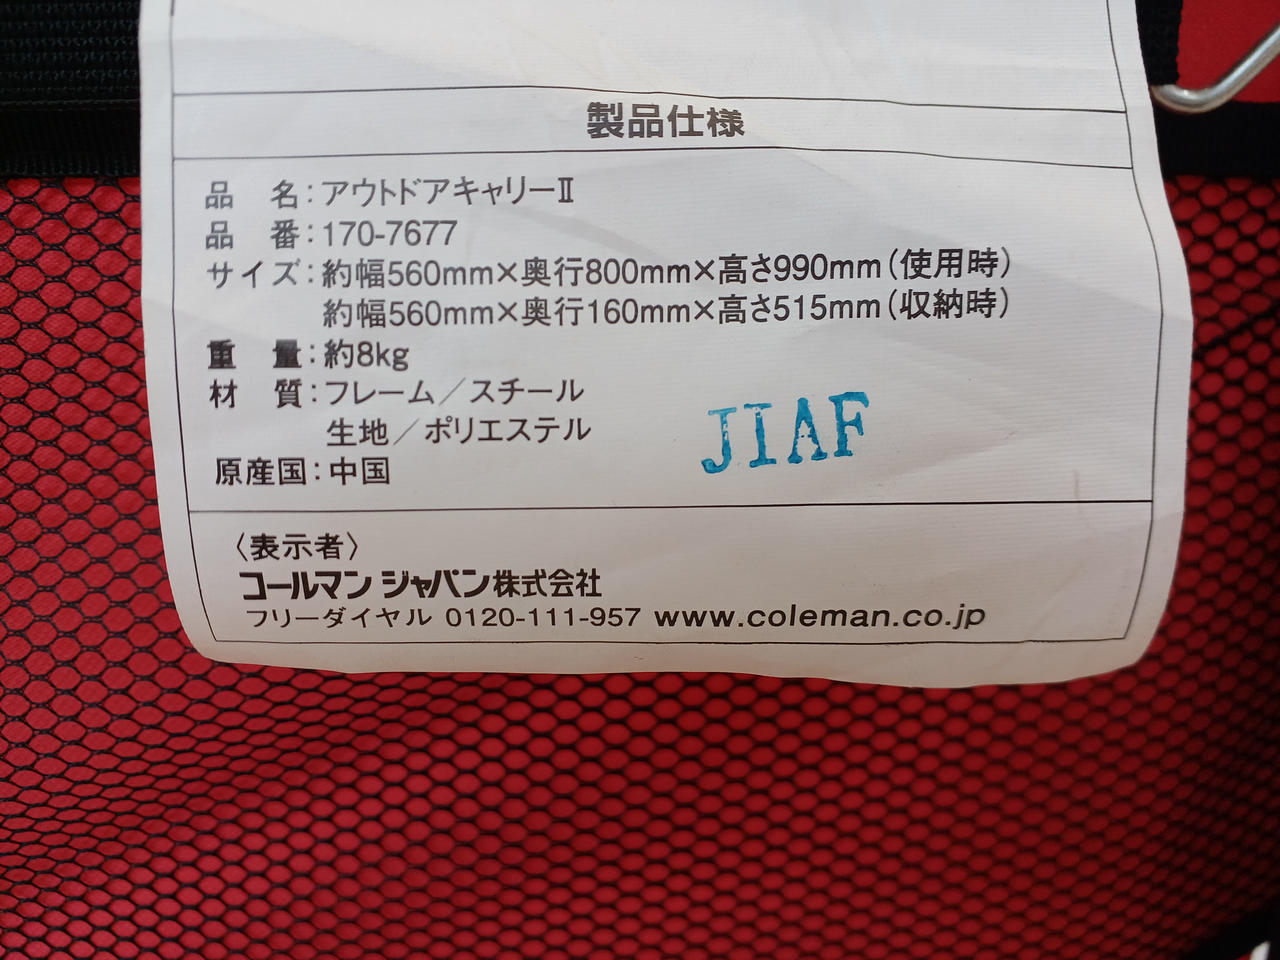 製品仕様
品　名：アウトドアキャリーⅡ
品　番：170-7677
サイズ：約幅560mm×奥行800mm×高さ990mm（使用時）
約幅560mm×奥行160mm×高さ515mm（収納時）
重　量：約8kg
材　質：フレーム／スチール
生地／ポリエステル
原産国：中国
JIAF
〈表示者〉
コールマン ジャパン株式会社
フリーダイヤル 0120-111-957 www.coleman.co.jp